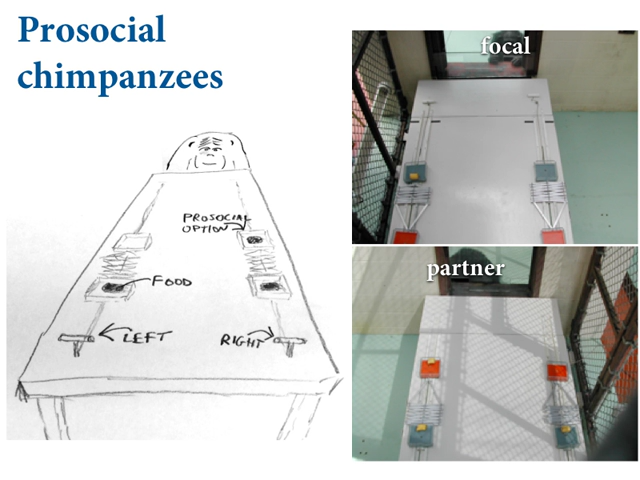 Prosocial
chimpanzees
focal
PROSOCIAL
OPTION
FOOD
LEFT
RIGHT
partner